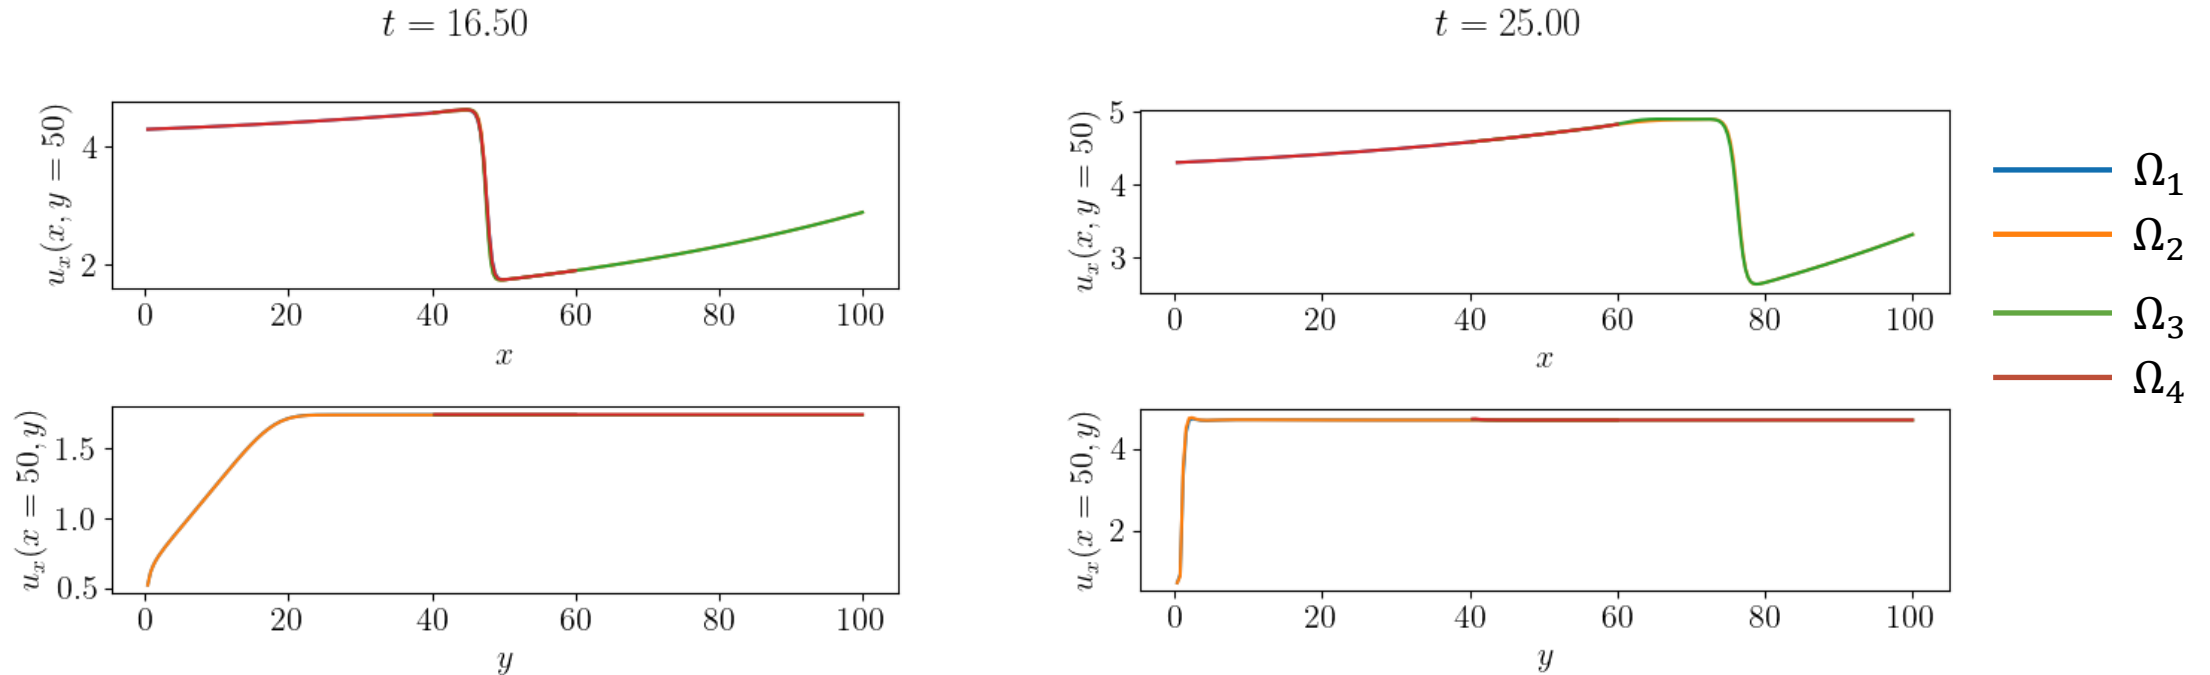 t = 16.50
u_x(x, y = 50)
4
2
0 20 40 60 80 100
x
u_x(x = 50, y)
1.5
1.0
0.5
0 20 40 60 80 100
y
t = 25.00
u_x(x, y = 50)
5
4
3
0 20 40 60 80 100
x
u_x(x = 50, y)
4
2
0 20 40 60 80 100
y
Ω₁
Ω₂
Ω₃
Ω₄